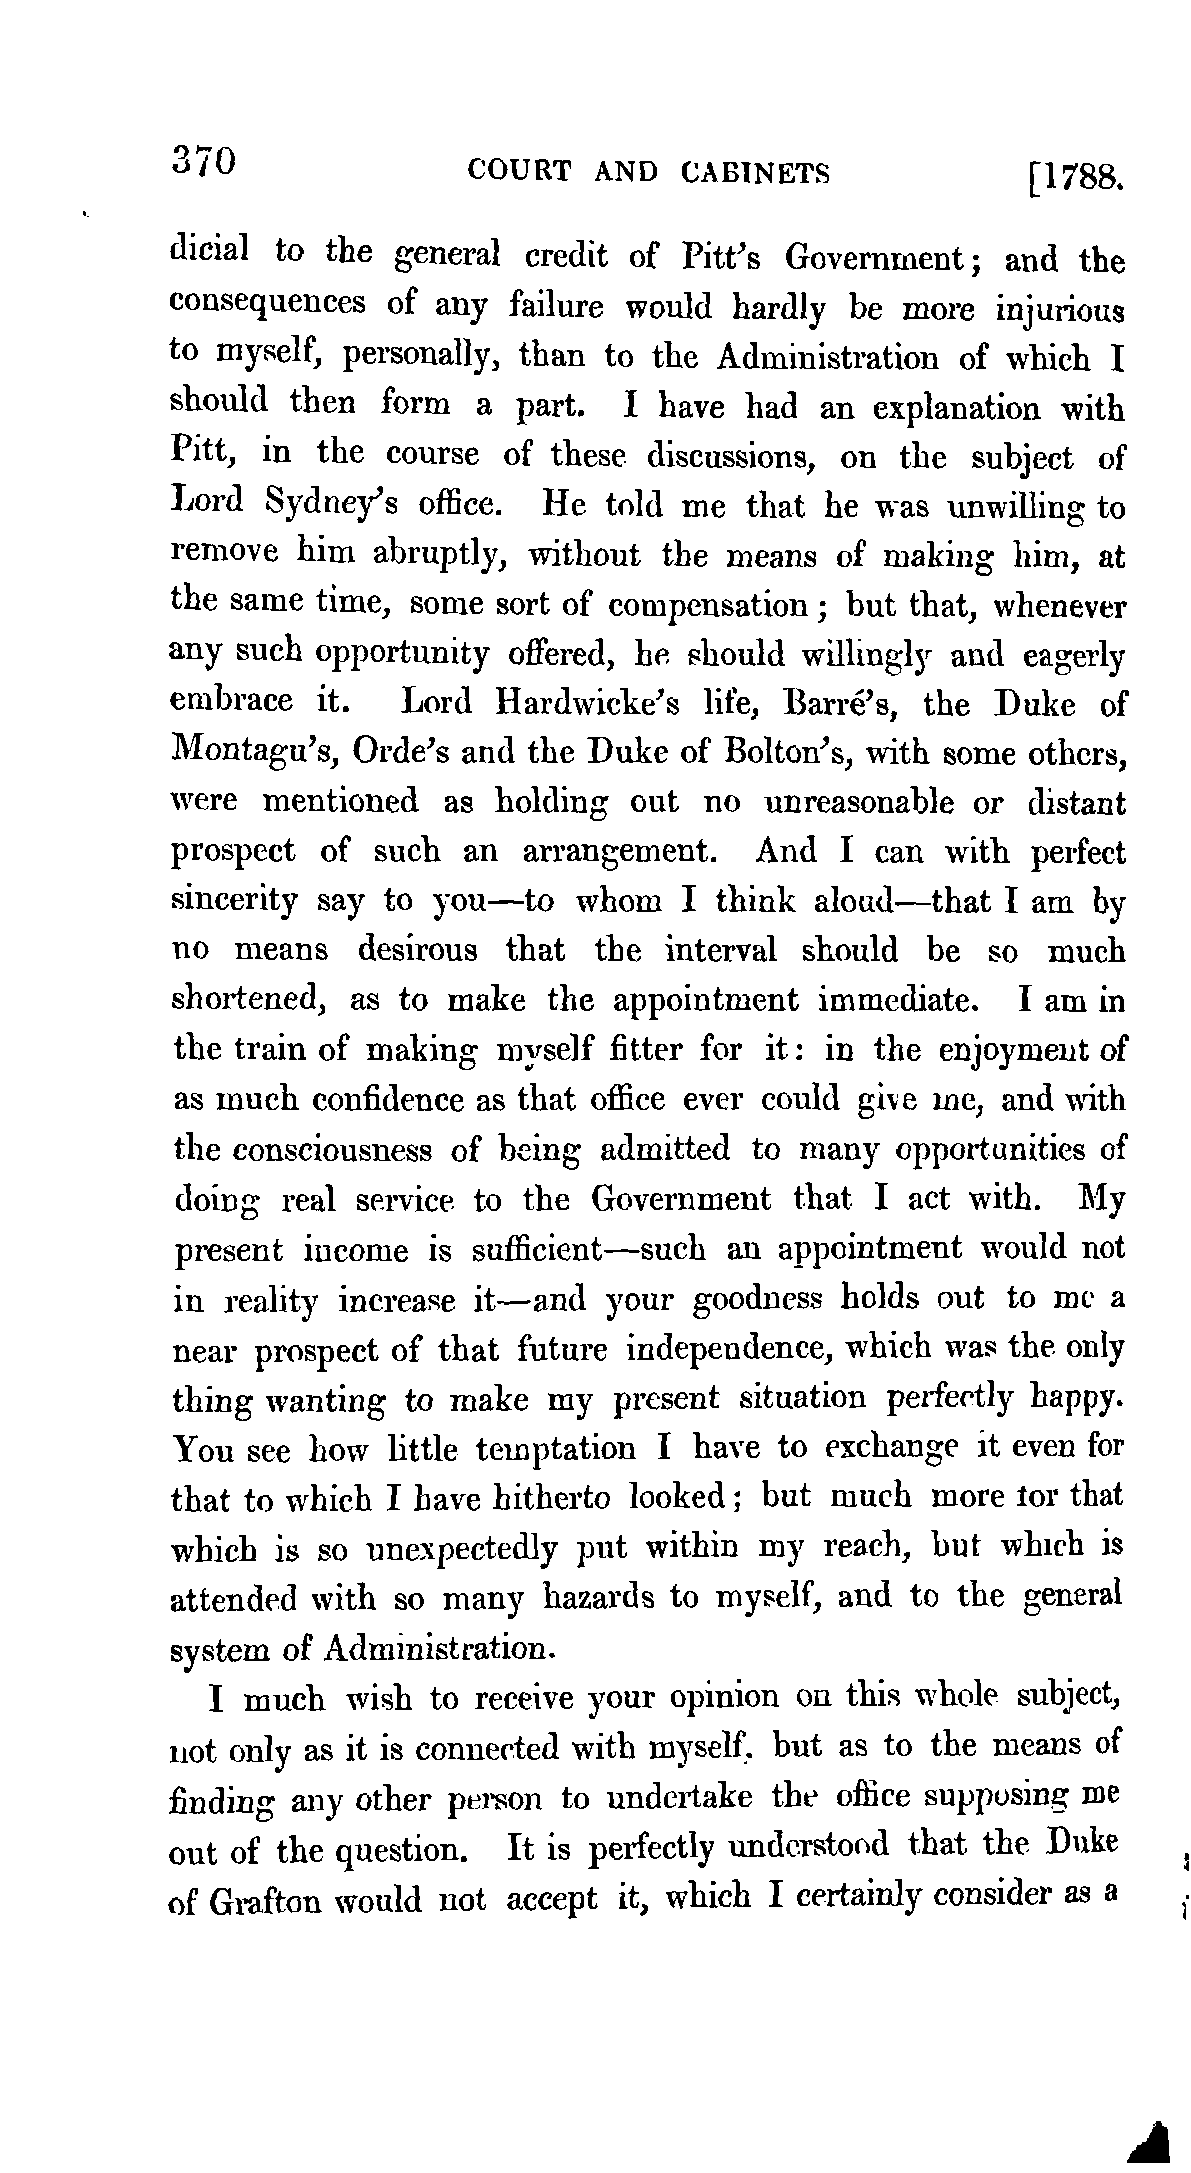 370 COURT AND CABINETS [1788.
dicial to the general credit of Pitt's Government; and the
consequences of any failure would hardly be more injurious
to myself, personally, than to the Administration of which I
should then form a part. I have had an explanation with
Pitt, in the course of these discussions, on the subject of
Lord Sydney's office. He told me that he was unwilling to
remove him abruptly, without the means of making him, at
the same time, some sort of compensation; but that, whenever
any such opportunity offered, he should willingly and eagerly
embrace it. Lord Hardwicke's life, Barré's, the Duke of
Montagu's, Orde's and the Duke of Bolton's, with some others,
were mentioned as holding out no unreasonable or distant
prospect of such an arrangement. And I can with perfect
sincerity say to you—to whom I think aloud—that I am by
no means desirous that the interval should be so much
shortened, as to make the appointment immediate. I am in
the train of making myself fitter for it: in the enjoyment of
as much confidence as that office ever could give me, and with
the consciousness of being admitted to many opportunities of
doing real service to the Government that I act with. My
present income is sufficient—such an appointment would not
in reality increase it—and your goodness holds out to me a
near prospect of that future independence, which was the only
thing wanting to make my present situation perfectly happy.
You see how little temptation I have to exchange it even for
that to which I have hitherto looked; but much more for that
which is so unexpectedly put within my reach, but which is
attended with so many hazards to myself, and to the general
system of Administration.
I much wish to receive your opinion on this whole subject,
not only as it is connected with myself, but as to the means of
finding any other person to undertake the office supposing me
out of the question. It is perfectly understood that the Duke
of Grafton would not accept it, which I certainly consider as a